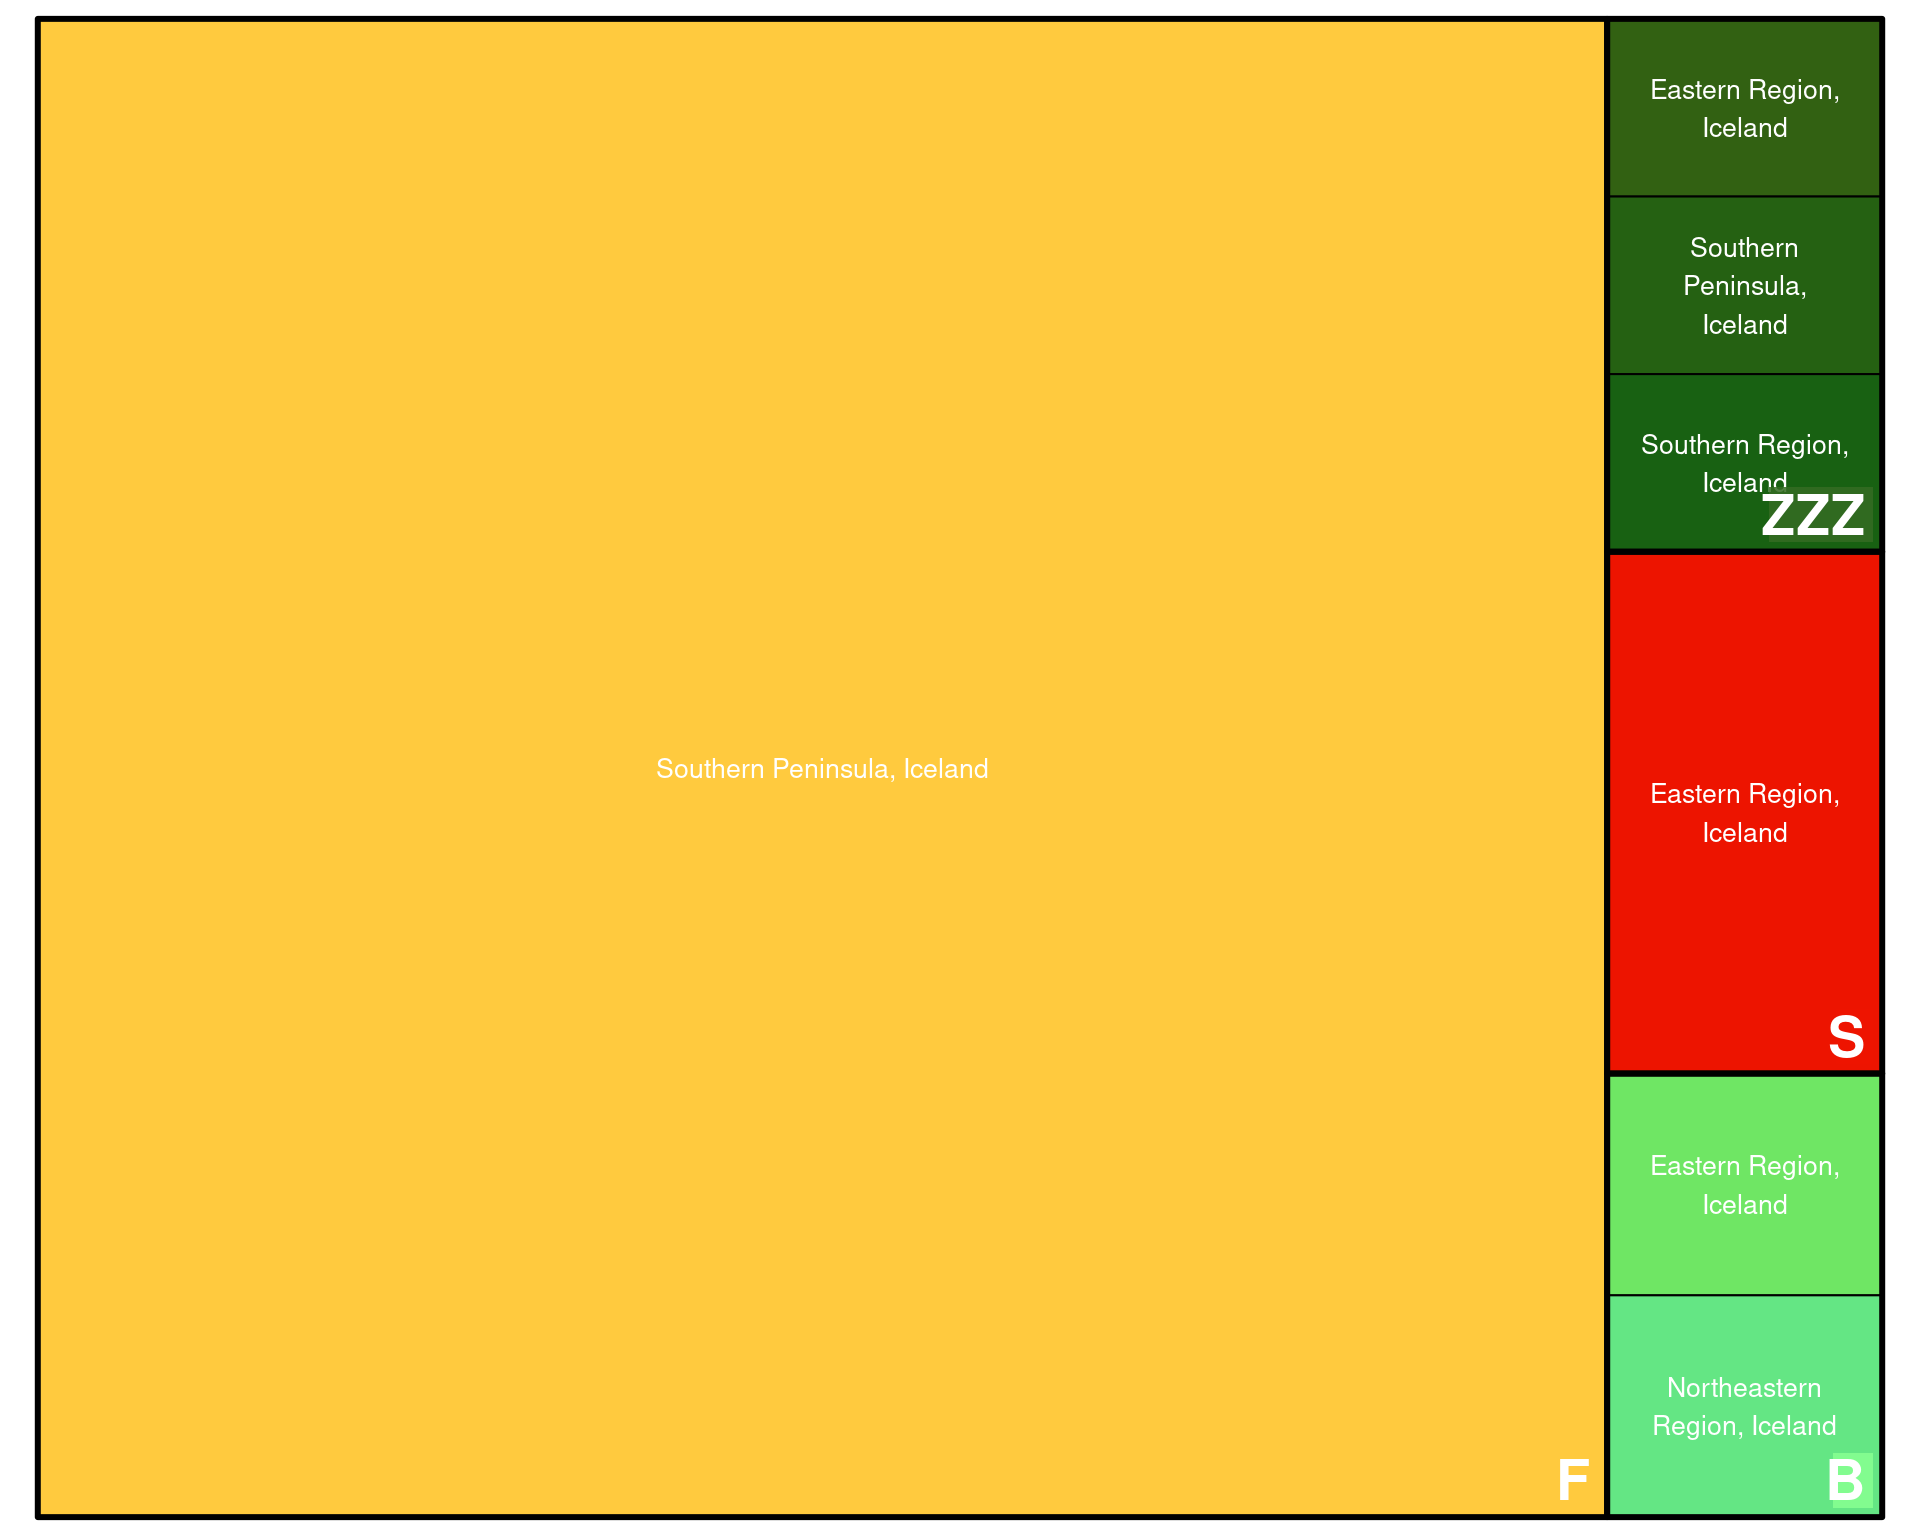 Southern Peninsula, Iceland
F
Eastern Region,
Iceland
Southern
Peninsula,
Iceland
Southern Region,
Iceland
ZZZ
Eastern Region,
Iceland
S
Eastern Region,
Iceland
Northeastern
Region, Iceland
B